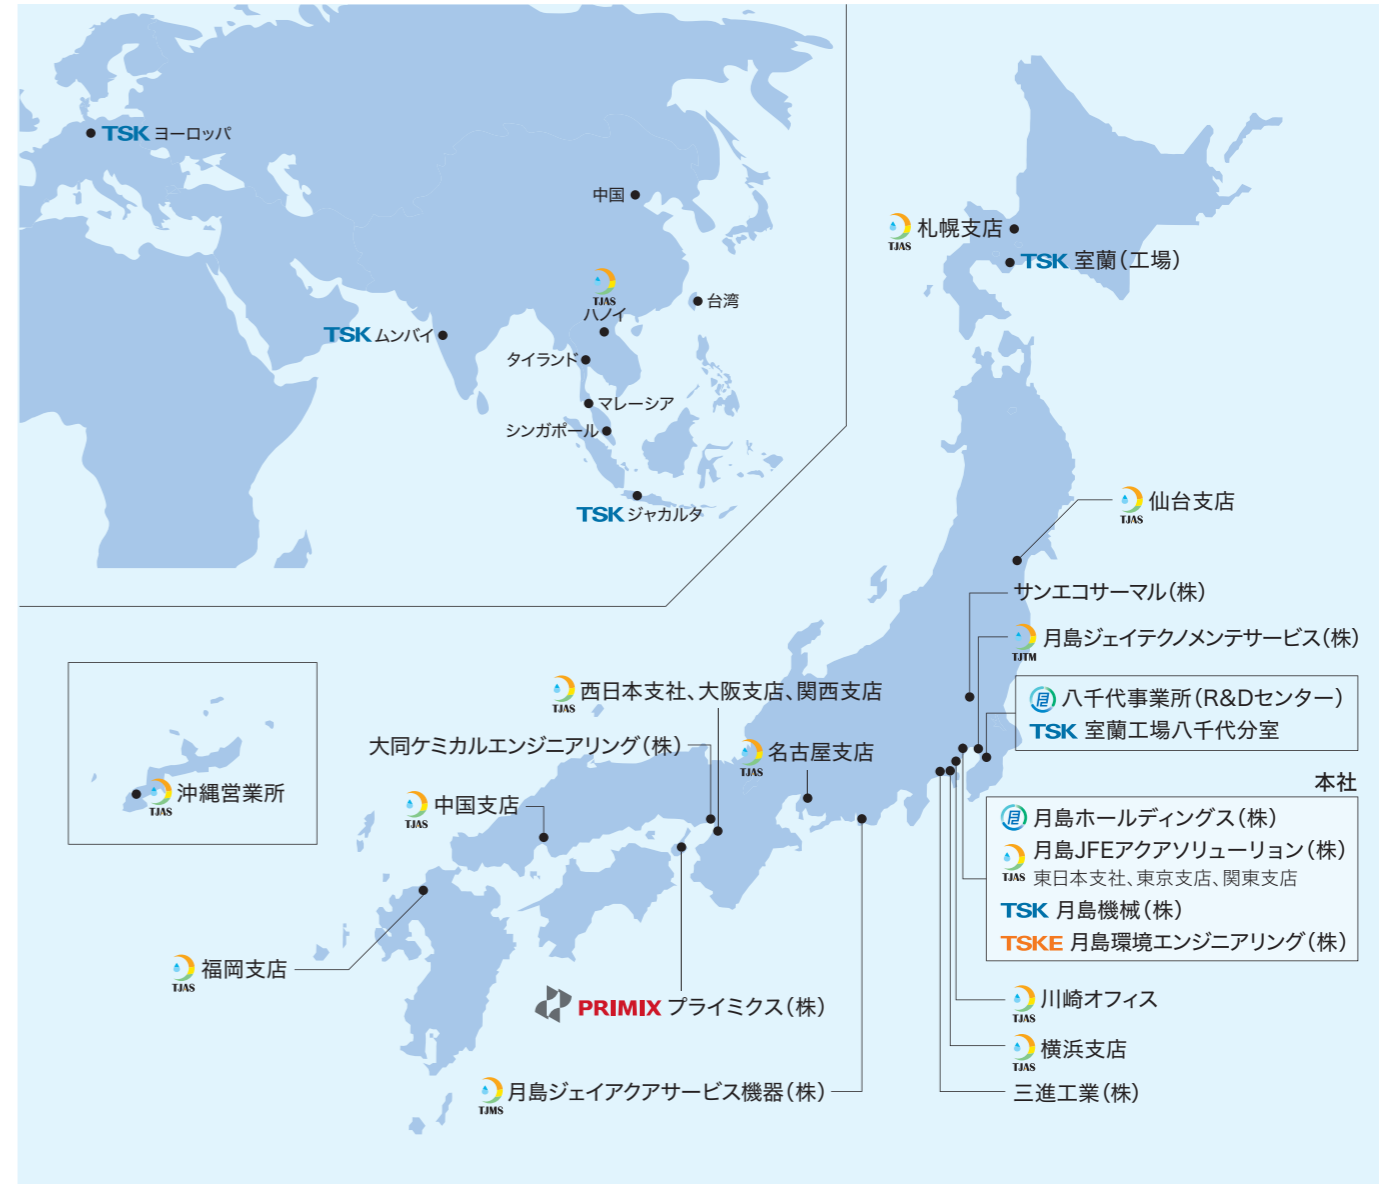 TSK ヨーロッパ
中国
TJAS
ハノイ
台湾
TSK ムンバイ
タイランド
マレーシア
シンガポール
TSK ジャカルタ
TJAS 札幌支店
TSK 室蘭(工場)
TJAS 仙台支店
サンエコサーマル(株)
TJTM 月島ジェイテクノメンテサービス(株)
八千代事業所(R&Dセンター)
TSK 室蘭工場八千代分室
TJAS 西日本支社、大阪支店、関西支店
大同ケミカルエンジニアリング(株)
TJAS 名古屋支店
TJAS 中国支店
TJAS 沖縄営業所
本社
月島ホールディングス(株)
TJAS 月島JFEアクアソリューリョン(株)
東日本支社、東京支店、関東支店
TSK 月島機械(株)
TSKE 月島環境エンジニアリング(株)
TJAS 福岡支店
PRIMIX プライミクス(株)
TJAS 川崎オフィス
TJAS 横浜支店
TJMS 月島ジェイアクアサービス機器(株)
三進工業(株)